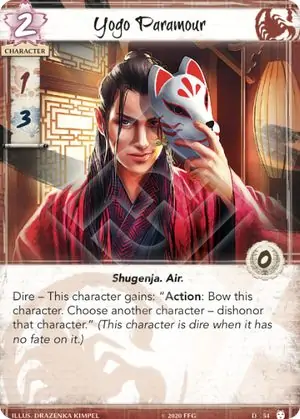 Yogo Paramour
2
CHARACTER
1
3
0
Shugenja. Air.
Dire – This character gains: “Action: Bow this
character. Choose another character – dishonor
that character.” (This character is dire when it has
no fate on it.)
ILLUS. DRAZENKA KIMPEL © 2020 FFG D 54